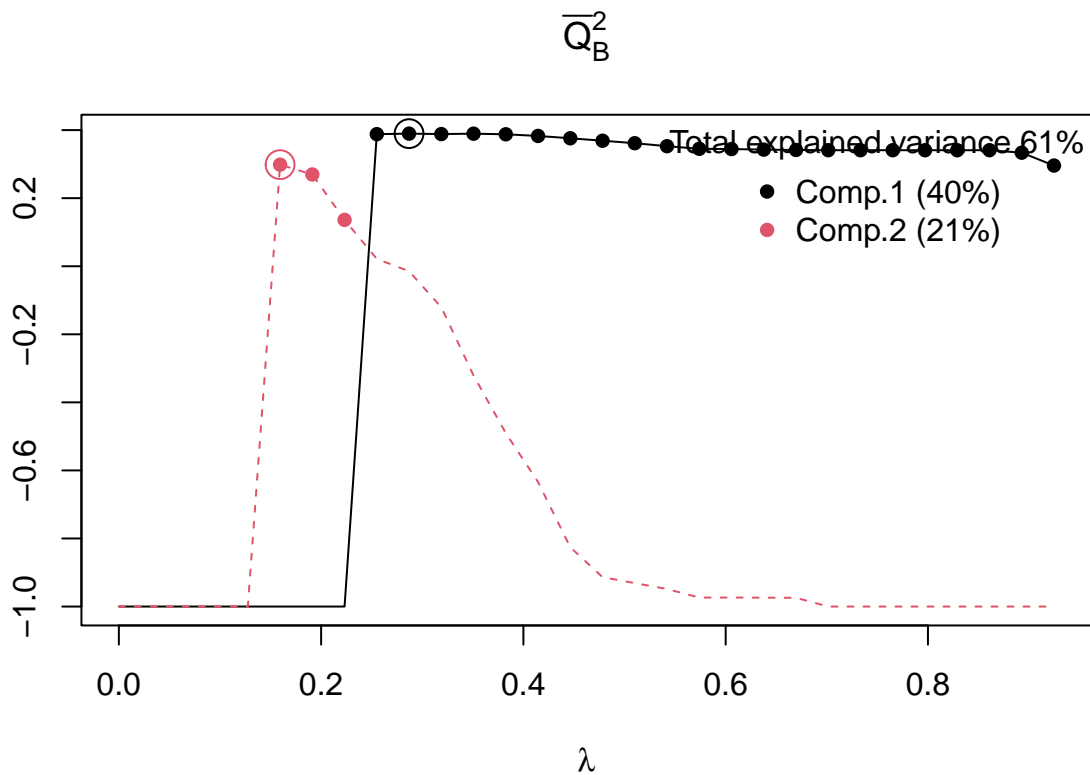 Q̅²_B
Total explained variance 61%
Comp.1 (40%)
Comp.2 (21%)
0.2
−0.2
−0.6
−1.0
0.0 0.2 0.4 0.6 0.8
λ